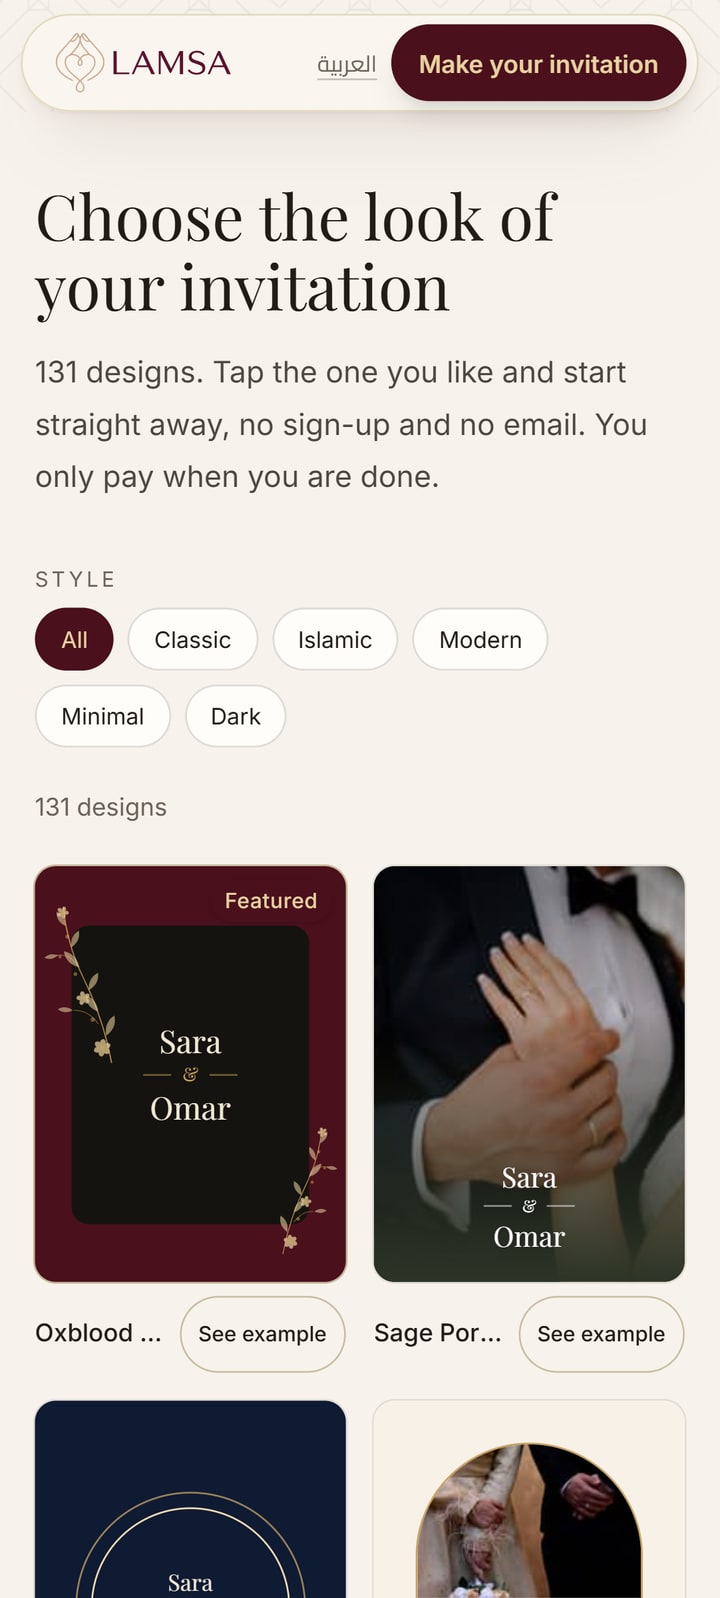 LAMSA
العربية
Make your invitation
Choose the look of
your invitation
131 designs. Tap the one you like and start
straight away, no sign-up and no email. You
only pay when you are done.
STYLE
All
Classic
Islamic
Modern
Minimal
Dark
131 designs
Featured
Sara
&
Omar
Sara
&
Omar
Oxblood ...
See example
Sage Por...
See example
Sara